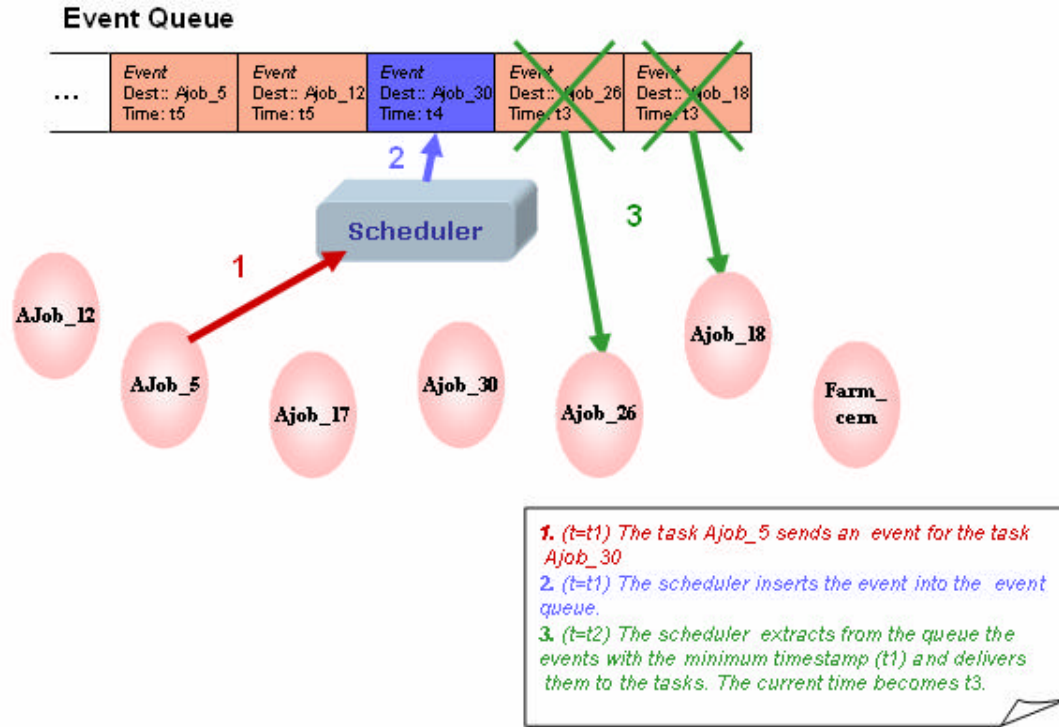 Event Queue
...
Event
Dest:: Ajob_5
Time: t5
Event
Dest:: Ajob_12
Time: t5
Event
Dest:: Ajob_30
Time: t4
Event
Dest:: Ajob_26
Time: t3
Event
Dest:: Ajob_18
Time: t3
2
3
Scheduler
1
AJob_12
AJob_5
Ajob_17
Ajob_30
Ajob_26
Ajob_18
Farm_
cern
1. (t=t1) The task Ajob_5 sends an event for the task
Ajob_30
2. (t=t1) The scheduler inserts the event into the event
queue.
3. (t=t2) The scheduler extracts from the queue the
events with the minimum timestamp (t1) and delivers
them to the tasks. The current time becomes t3.